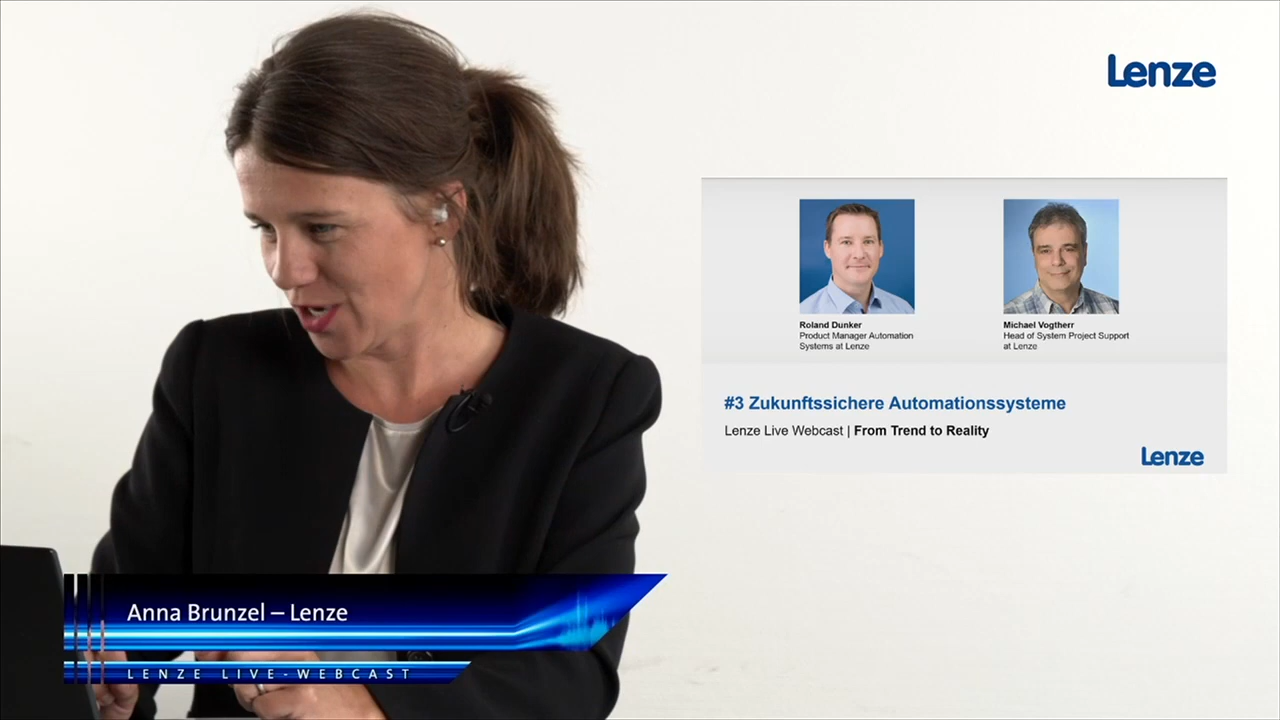 Lenze
Roland Dunker
Product Manager Automation
Systems at Lenze
Michael Vogtherr
Head of System Project Support
at Lenze
#3 Zukunftssichere Automationssysteme
Lenze Live Webcast | From Trend to Reality
Lenze
Anna Brunzel – Lenze
LENZE LIVE-WEBCAST